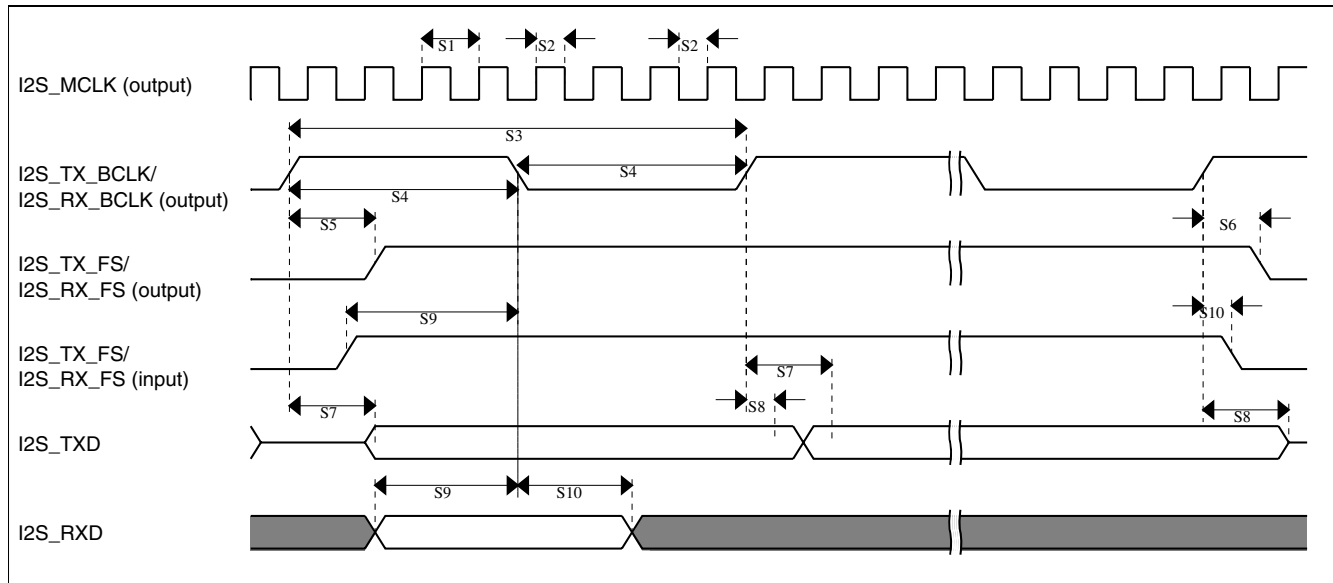 S1 S2 S2
I2S_MCLK (output)
S3
I2S_TX_BCLK/
I2S_RX_BCLK (output)
S4
S4
S5
S6
I2S_TX_FS/
I2S_RX_FS (output)
S9
S10
I2S_TX_FS/
I2S_RX_FS (input)
S7
S7
S8
S8
I2S_TXD
S9
S10
I2S_RXD